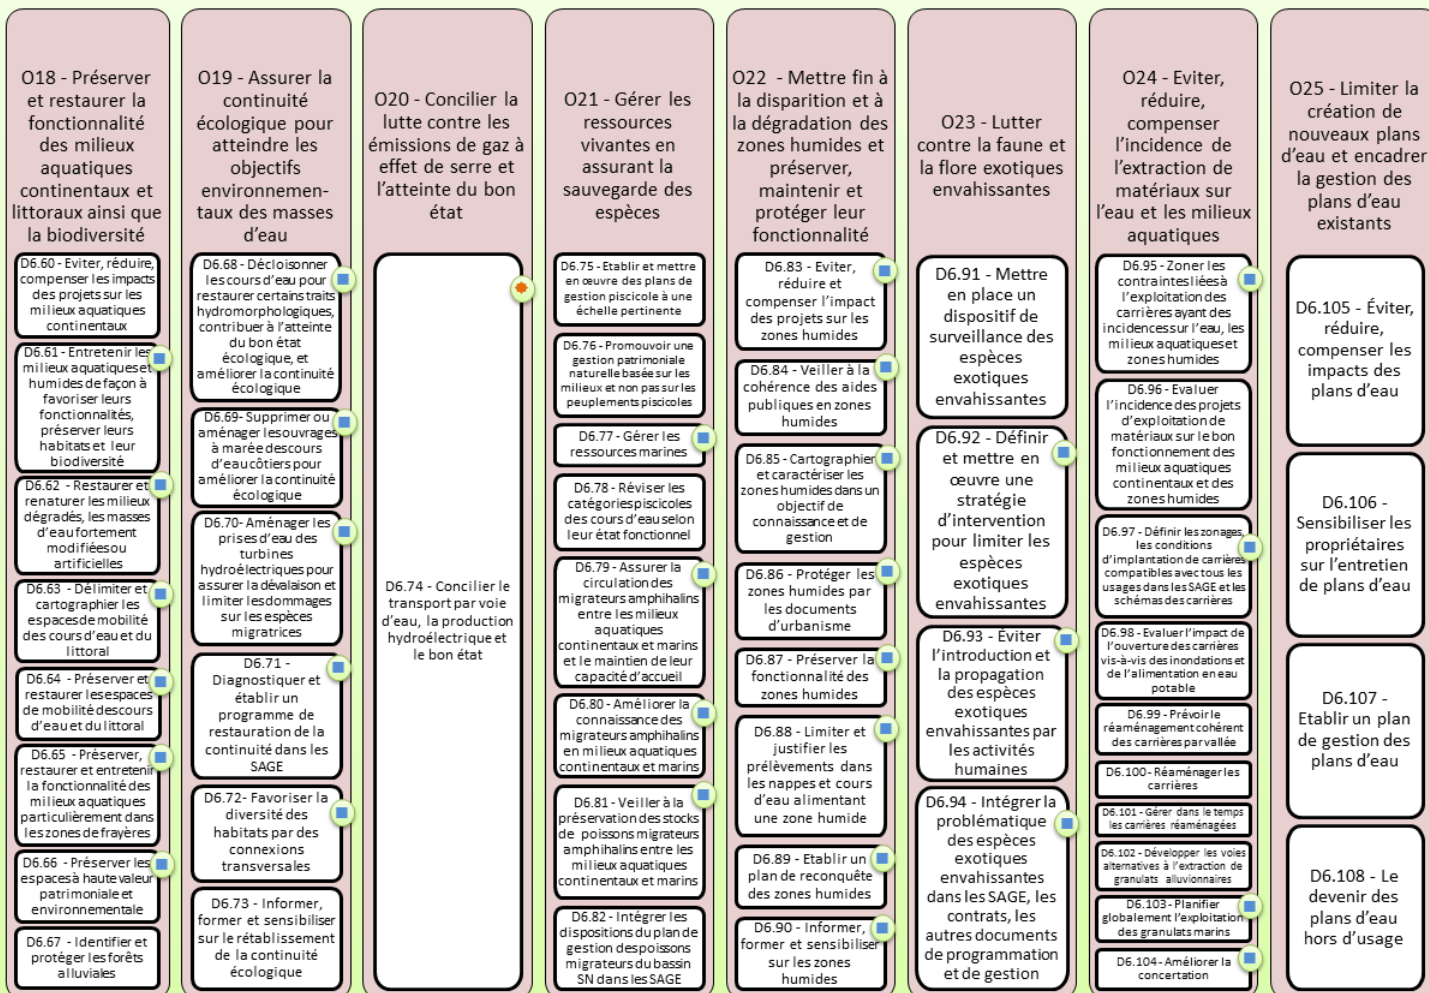 O18 - Préserver
et restaurer la
fonctionnalité
des milieux
aquatiques
continentaux et
littoraux ainsi que
la biodiversité
D6.60 - Eviter, réduire,
compenser les impacts
des projets sur les
milieux aquatiques
continentaux
D6.61 - Entretenir les
milieux aquatiques et
humides de façon à
favoriser leurs
fonctionnalités,
préserver leurs
habitats et leur
biodiversité
D6.62 - Restaurer et
renaturer les milieux
dégradés, les masses
d'eau fortement
modifiées ou
artificielles
D6.63 - Délimiter et
cartographier les
espaces de mobilité
des cours d'eau et du
littoral
D6.64 - Préserver et
restaurer les espaces
de mobilité des cours
d'eau et du littoral
D6.65 - Préserver,
restaurer et entretenir
la fonctionnalité des
milieux aquatiques
particulièrement dans
les zones de frayères
D6.66 - Préserver les
espaces à haute valeur
patrimoniale et
environnementale
D6.67 - Identifier et
protéger les forêts
alluviales
O19 - Assurer la
continuité
écologique pour
atteindre les
objectifs
environnemen-
taux des masses
d'eau
D6.68 - Décloisonner
les cours d'eau pour
restaurer certains traits
hydromorphologiques,
contribuer à l'atteinte
du bon état
écologique, et
améliorer la continuité
écologique
D6.69- Supprimer ou
aménager les ouvrages
à marée des cours
d'eau côtiers pour
améliorer la continuité
écologique
D6.70- Aménager les
prises d'eau des
turbines
hydroélectriques pour
assurer la dévalaison et
limiter les dommages
sur les espèces
migratrices
D6.71 -
Diagnostiquer et
établir un
programme de
restauration de la
continuité dans les
SAGE
D6.72- Favoriser la
diversité des
habitats par des
connexions
transversales
D6.73 - Informer,
former et sensibiliser
sur le rétablissement
de la continuité
écologique
O20 - Concilier la
lutte contre les
émissions de gaz à
effet de serre et
l'atteinte du bon
état
D6.74 - Concilier le
transport par voie
d'eau, la production
hydroélectrique et
le bon état
O21 - Gérer les
ressources
vivantes en
assurant la
sauvegarde des
espèces
D6.75 - Etablir et mettre
en œuvre des plans de
gestion piscicole à une
échelle pertinente
D6.76 - Promouvoir une
gestion patrimoniale
naturelle basée sur les
milieux et non pas sur les
peuplements piscicoles
D6.77 - Gérer les
ressources marines
D6.78 - Réviser les
catégories piscicoles
des cours d'eau selon
leur état fonctionnel
D6.79 - Assurer la
circulation des
migrateurs amphihalins
entre les milieux
aquatiques
continentaux et marins
et le maintien de leur
capacité d'accueil
D6.80 - Améliorer la
connaissance des
migrateurs amphihalins
en milieux aquatiques
continentaux et marins
D6.81 - Veiller à la
préservation des stocks
de poissons migrateurs
amphihalins entre les
milieux aquatiques
continentaux et marins
D6.82 - Intégrer les
dispositions du plan de
gestion des poissons
migrateurs du bassin
SN dans les SAGE
O22 - Mettre fin à
la disparition et à
la dégradation des
zones humides et
préserver,
maintenir et
protéger leur
fonctionnalité
D6.83 - Eviter,
réduire et
compenser l'impact
des projets sur les
zones humides
D6.84 - Veiller à la
cohérence des aides
publiques en zones
humides
D6.85 - Cartographier
et caractériser les
zones humides dans un
objectif de
connaissance et de
gestion
D6.86 - Protéger les
zones humides par
les documents
d'urbanisme
D6.87 - Préserver la
fonctionnalité des
zones humides
D6.88 - Limiter et
justifier les
prélèvements dans
les nappes et cours
d'eau alimentant
une zone humide
D6.89 - Etablir un
plan de reconquête
des zones humides
D6.90 - Informer,
former et sensibiliser
sur les zones
humides
O23 - Lutter
contre la faune et
la flore exotiques
envahissantes
D6.91 - Mettre
en place un
dispositif de
surveillance des
espèces
exotiques
envahissantes
D6.92 - Définir
et mettre en
œuvre une
stratégie
d'intervention
pour limiter les
espèces
exotiques
envahissantes
D6.93 - Éviter
l'introduction et
la propagation
des espèces
exotiques
envahissantes par
les activités
humaines
D6.94 - Intégrer la
problématique
des espèces
exotiques
envahissantes
dans les SAGE, les
contrats, les
autres documents
de programmation
et de gestion
O24 - Eviter,
réduire,
compenser
l'incidence de
l'extraction de
matériaux sur
l'eau et les milieux
aquatiques
D6.95 - Zoner les
contraintes liées à
l'exploitation des
carrières ayant des
incidences sur l'eau, les
milieux aquatiques et
zones humides
D6.96 - Evaluer
l'incidence des projets
d'exploitation de
matériaux sur le bon
fonctionnement des
milieux aquatiques
continentaux et des
zones humides
D6.97 - Définir les zonages,
les conditions
d'implantation de carrières
compatibles avec tous les
usages dans les SAGE et les
schémas des carrières
D6.98 - Evaluer l'impact de
l'ouverture des carrières
vis-à-vis des inondations et
de l'alimentation en eau
potable
D6.99 - Prévoir le
réaménagement cohérent
des carrières par vallée
D6.100 - Réaménager les
carrières
D6.101 - Gérer dans le temps
les carrières réaménagées
D6.102 - Développer les voies
alternatives à l'extraction de
granulats alluvionnaires
D6.103 - Planifier
globalement l'exploitation
des granulats marins
D6.104 - Améliorer la
concertation
O25 - Limiter la
création de
nouveaux plans
d'eau et encadrer
la gestion des
plans d'eau
existants
D6.105 - Éviter,
réduire,
compenser les
impacts des
plans d'eau
D6.106 -
Sensibiliser les
propriétaires
sur l'entretien
de plans d'eau
D6.107 -
Etablir un plan
de gestion des
plans d'eau
D6.108 - Le
devenir des
plans d'eau
hors d'usage